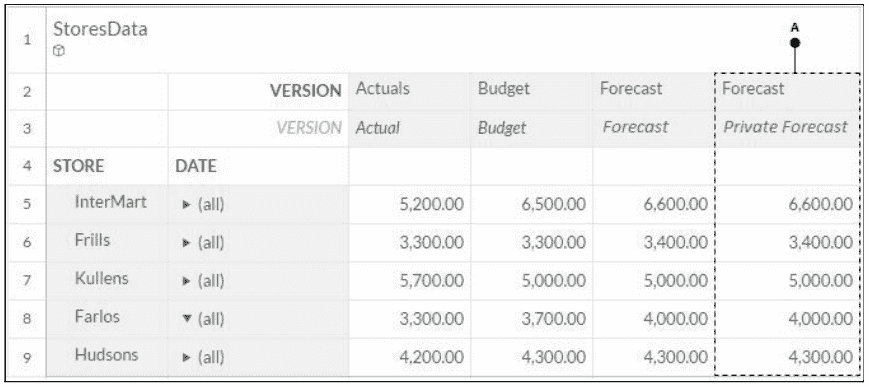 1 StoresData A
2 VERSION Actuals Budget Forecast Forecast
3 VERSION Actual Budget Forecast Private Forecast
4 STORE DATE
5 InterMart (all) 5,200.00 6,500.00 6,600.00 6,600.00
6 Frills (all) 3,300.00 3,300.00 3,400.00 3,400.00
7 Kullens (all) 5,700.00 5,000.00 5,000.00 5,000.00
8 Farlos (all) 3,300.00 3,700.00 4,000.00 4,000.00
9 Hudsons (all) 4,200.00 4,300.00 4,300.00 4,300.00